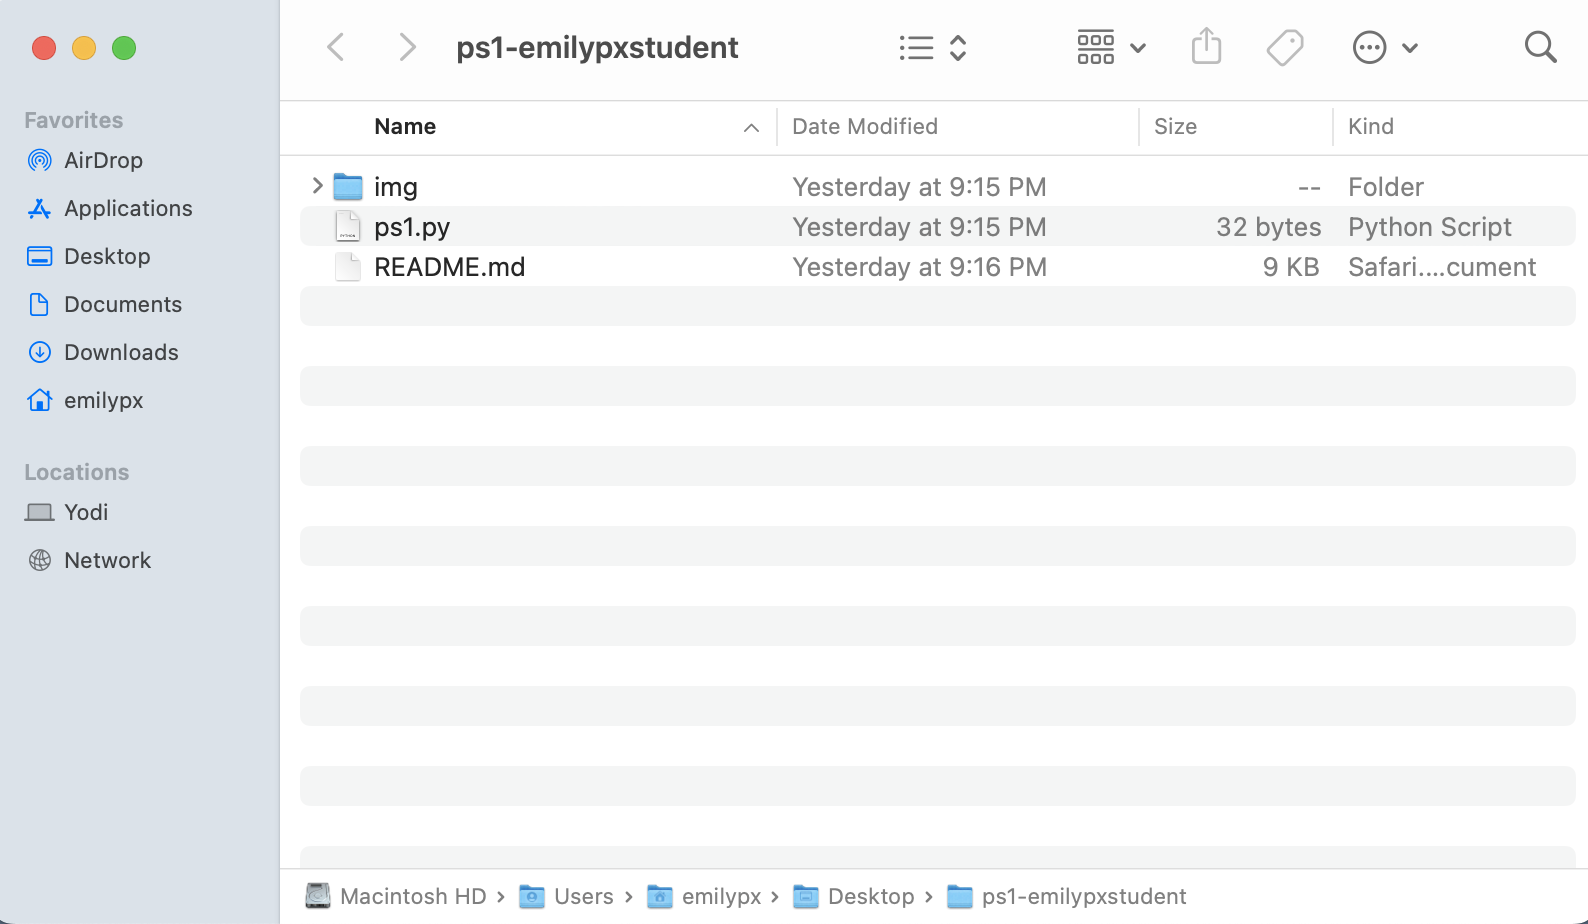 ps1-emilypxstudent
Favorites
AirDrop
Applications
Desktop
Documents
Downloads
emilypx
Locations
Yodi
Network
Name Date Modified Size Kind
img Yesterday at 9:15 PM -- Folder
ps1.py Yesterday at 9:15 PM 32 bytes Python Script
README.md Yesterday at 9:16 PM 9 KB Safari....cument
Macintosh HD › Users › emilypx › Desktop › ps1-emilypxstudent